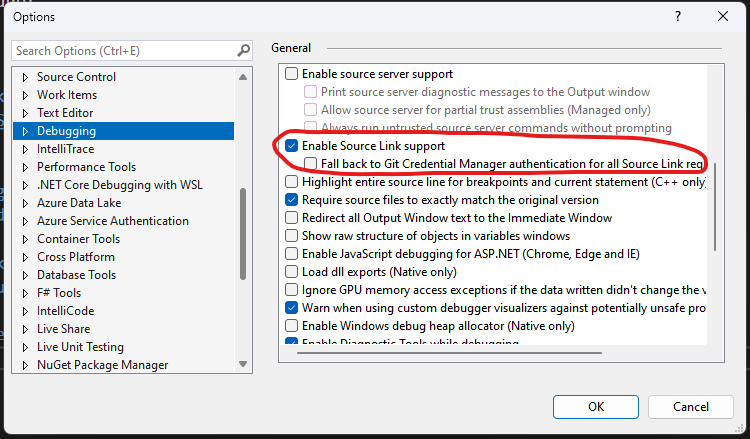 Options
?
Search Options (Ctrl+E)
Source Control
Work Items
Text Editor
Debugging
IntelliTrace
Performance Tools
.NET Core Debugging with WSL
Azure Data Lake
Azure Service Authentication
Container Tools
Cross Platform
Database Tools
F# Tools
IntelliCode
Live Share
Live Unit Testing
NuGet Package Manager
General
Enable source server support
Print source server diagnostic messages to the Output window
Allow source server for partial trust assemblies (Managed only)
Always run untrusted source server commands without prompting
Enable Source Link support
Fall back to Git Credential Manager authentication for all Source Link req
Highlight entire source line for breakpoints and current statement (C++ only)
Require source files to exactly match the original version
Redirect all Output Window text to the Immediate Window
Show raw structure of objects in variables windows
Enable JavaScript debugging for ASP.NET (Chrome, Edge and IE)
Load dll exports (Native only)
Ignore GPU memory access exceptions if the data written didn't change the v
Warn when using custom debugger visualizers against potentially unsafe pro
Enable Windows debug heap allocator (Native only)
Enable Diagnostic Tools while debugging
OK
Cancel